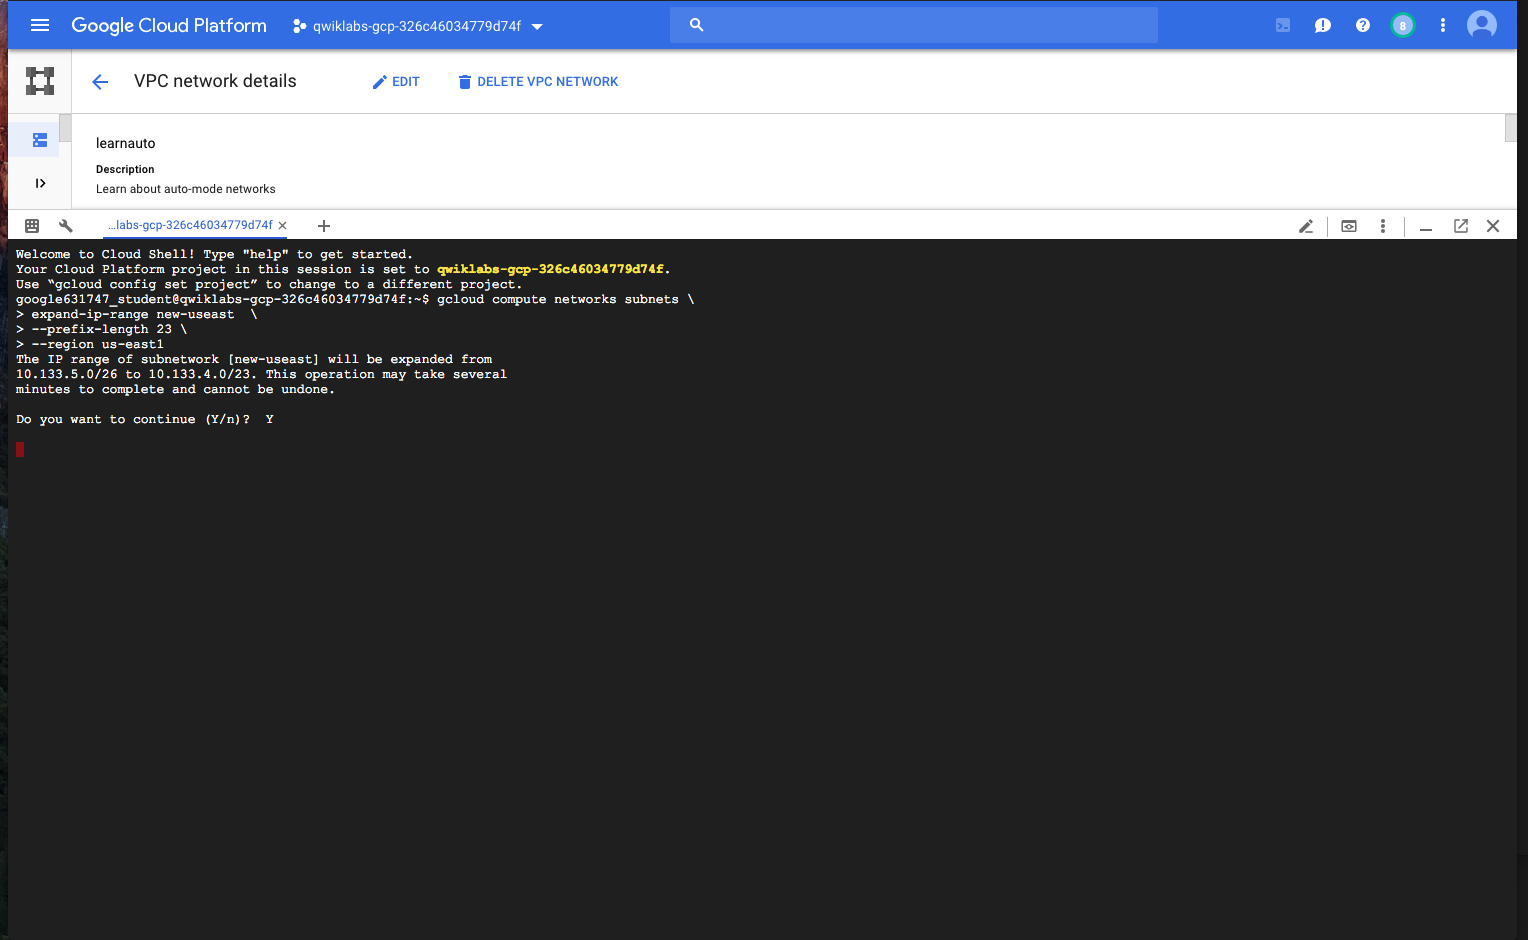 Google Cloud Platform
qwiklabs-gcp-326c46034779d74f
8
VPC network details
EDIT
DELETE VPC NETWORK
learnauto
Description
Learn about auto-mode networks
...labs-gcp-326c46034779d74f
Welcome to Cloud Shell! Type "help" to get started.
Your Cloud Platform project in this session is set to qwiklabs-gcp-326c46034779d74f.
Use “gcloud config set project” to change to a different project.
google631747_student@qwiklabs-gcp-326c46034779d74f:~$ gcloud compute networks subnets \
> expand-ip-range new-useast  \
> --prefix-length 23 \
> --region us-east1
The IP range of subnetwork [new-useast] will be expanded from
10.133.5.0/26 to 10.133.4.0/23. This operation may take several
minutes to complete and cannot be undone.
Do you want to continue (Y/n)?  Y